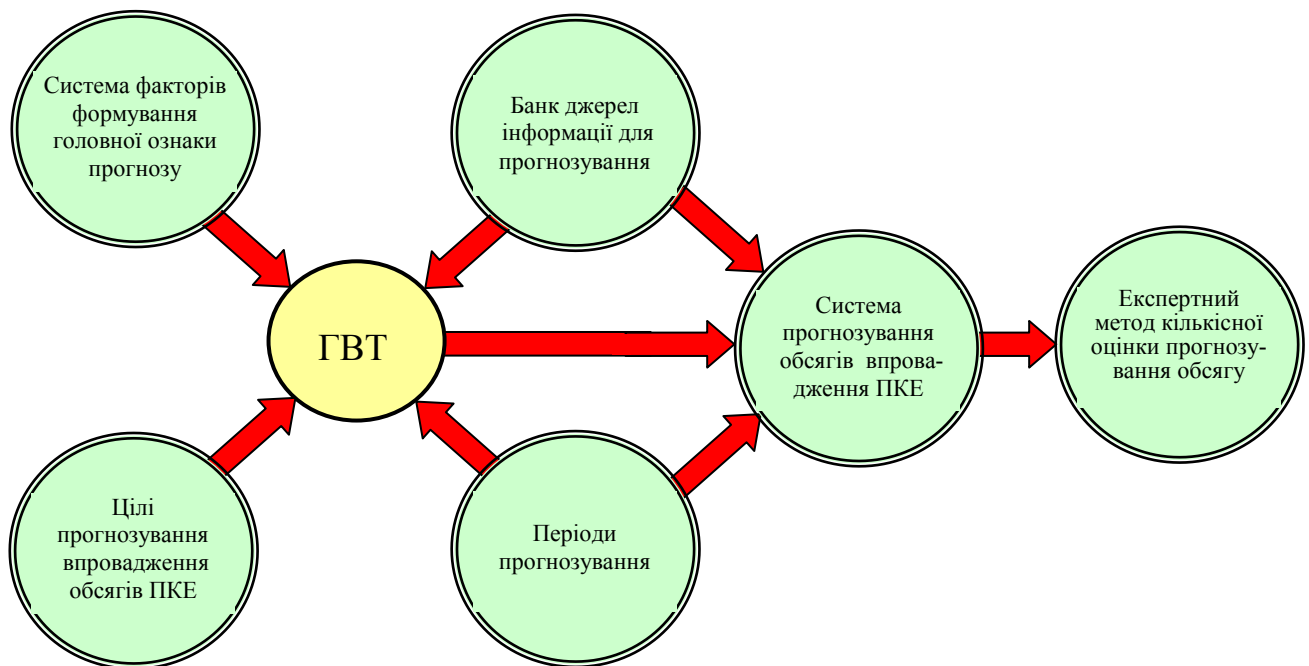 Система факторів
формування
головної ознаки
прогнозу
Банк джерел
інформації для
прогнозування
ГВТ
Система
прогнозування
обсягів впрова-
дження ПКЕ
Експертний
метод кількісної
оцінки прогнозу-
вання обсягу
Цілі
прогнозування
впровадження
обсягів ПКЕ
Періоди
прогнозування